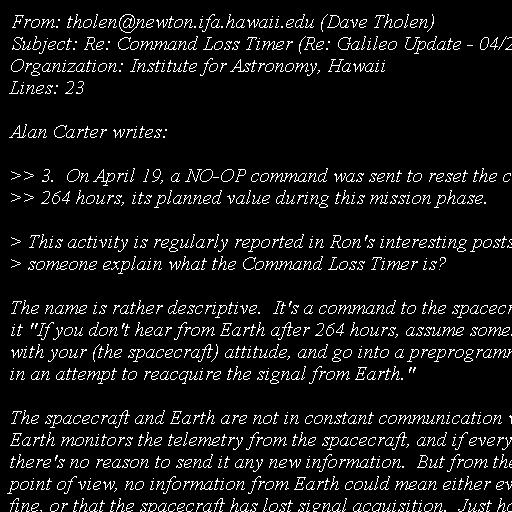 From: tholen@newton.ifa.hawaii.edu (Dave Tholen)
Subject: Re: Command Loss Timer (Re: Galileo Update - 04/2
Organization: Institute for Astronomy, Hawaii
Lines: 23
Alan Carter writes:
>> 3.  On April 19, a NO-OP command was sent to reset the c
>> 264 hours, its planned value during this mission phase.
> This activity is regularly reported in Ron's interesting posts
> someone explain what the Command Loss Timer is?
The name is rather descriptive.  It's a command to the spacecr
it "If you don't hear from Earth after 264 hours, assume some
with your (the spacecraft) attitude, and go into a preprogramm
in an attempt to reacquire the signal from Earth."
The spacecraft and Earth are not in constant communication w
Earth monitors the telemetry from the spacecraft, and if every
there's no reason to send it any new information.  But from the
point of view, no information from Earth could mean either ev
fine, or that the spacecraft has lost signal acquisition.  Just ho